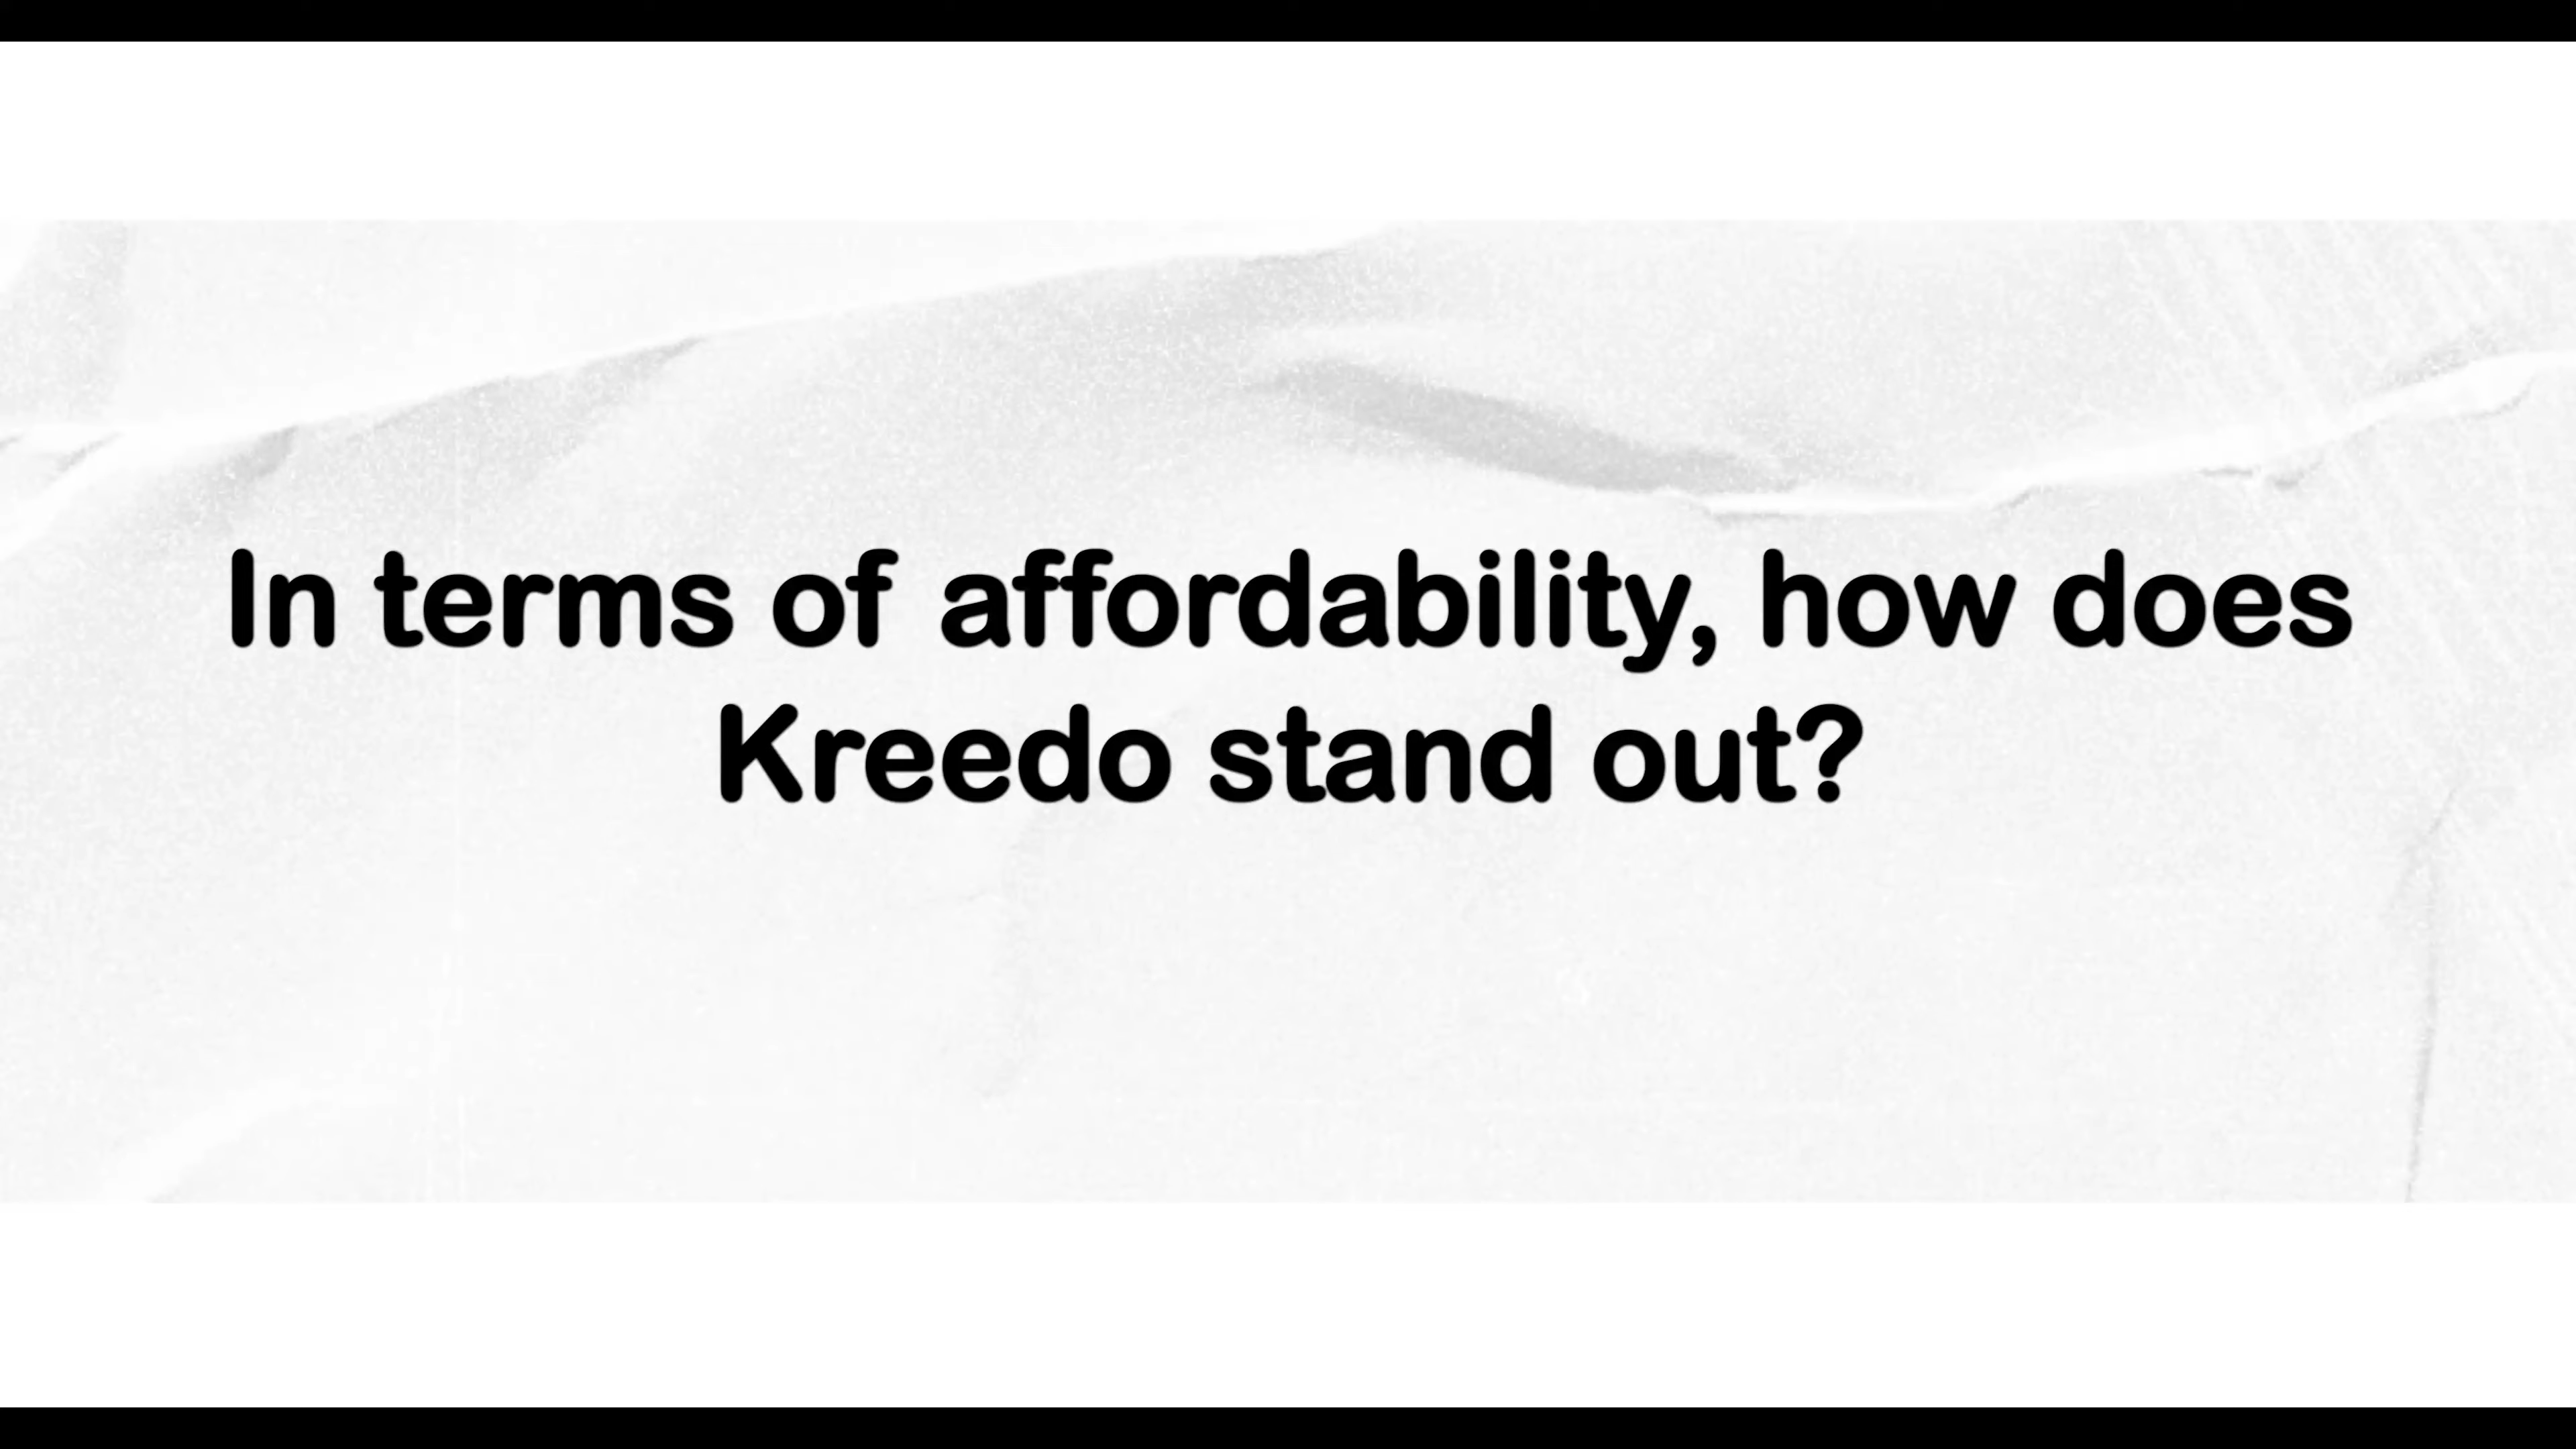 In terms of affordability, how does
Kreedo stand out?